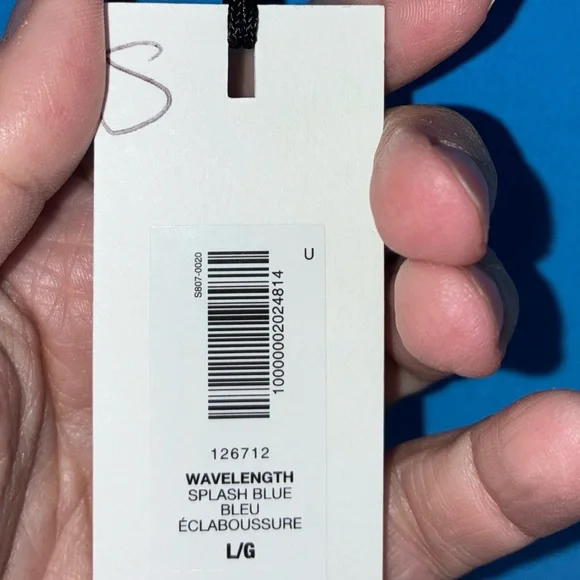 S
U
S807-0020
10000002024814
126712
WAVELENGTH
SPLASH BLUE
BLEU
ÉCLABOUSSURE
L/G